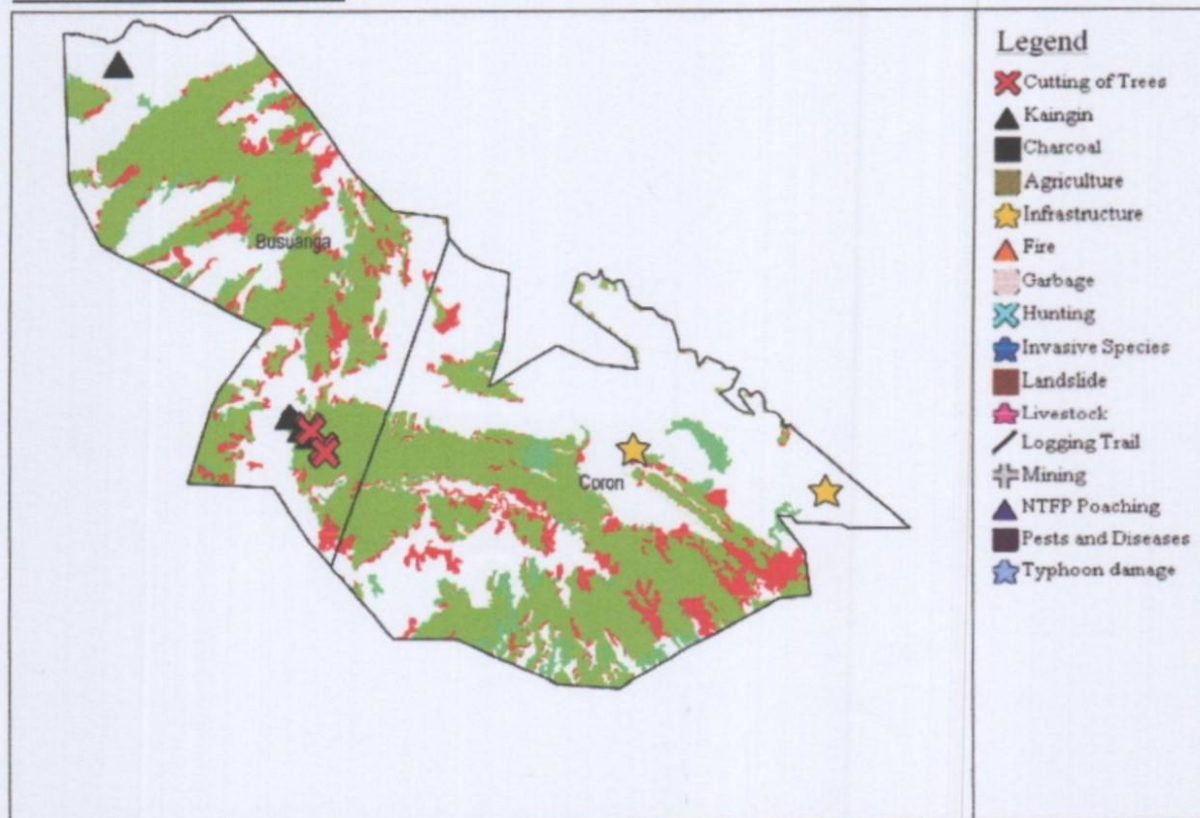 Legend
Cutting of Trees
Kaingin
Charcoal
Agriculture
Infrastructure
Fire
Garbage
Hunting
Invasive Species
Landslide
Livestock
Logging Trail
Mining
NTFP Poaching
Pests and Diseases
Typhoon damage
Busuanga
Coron